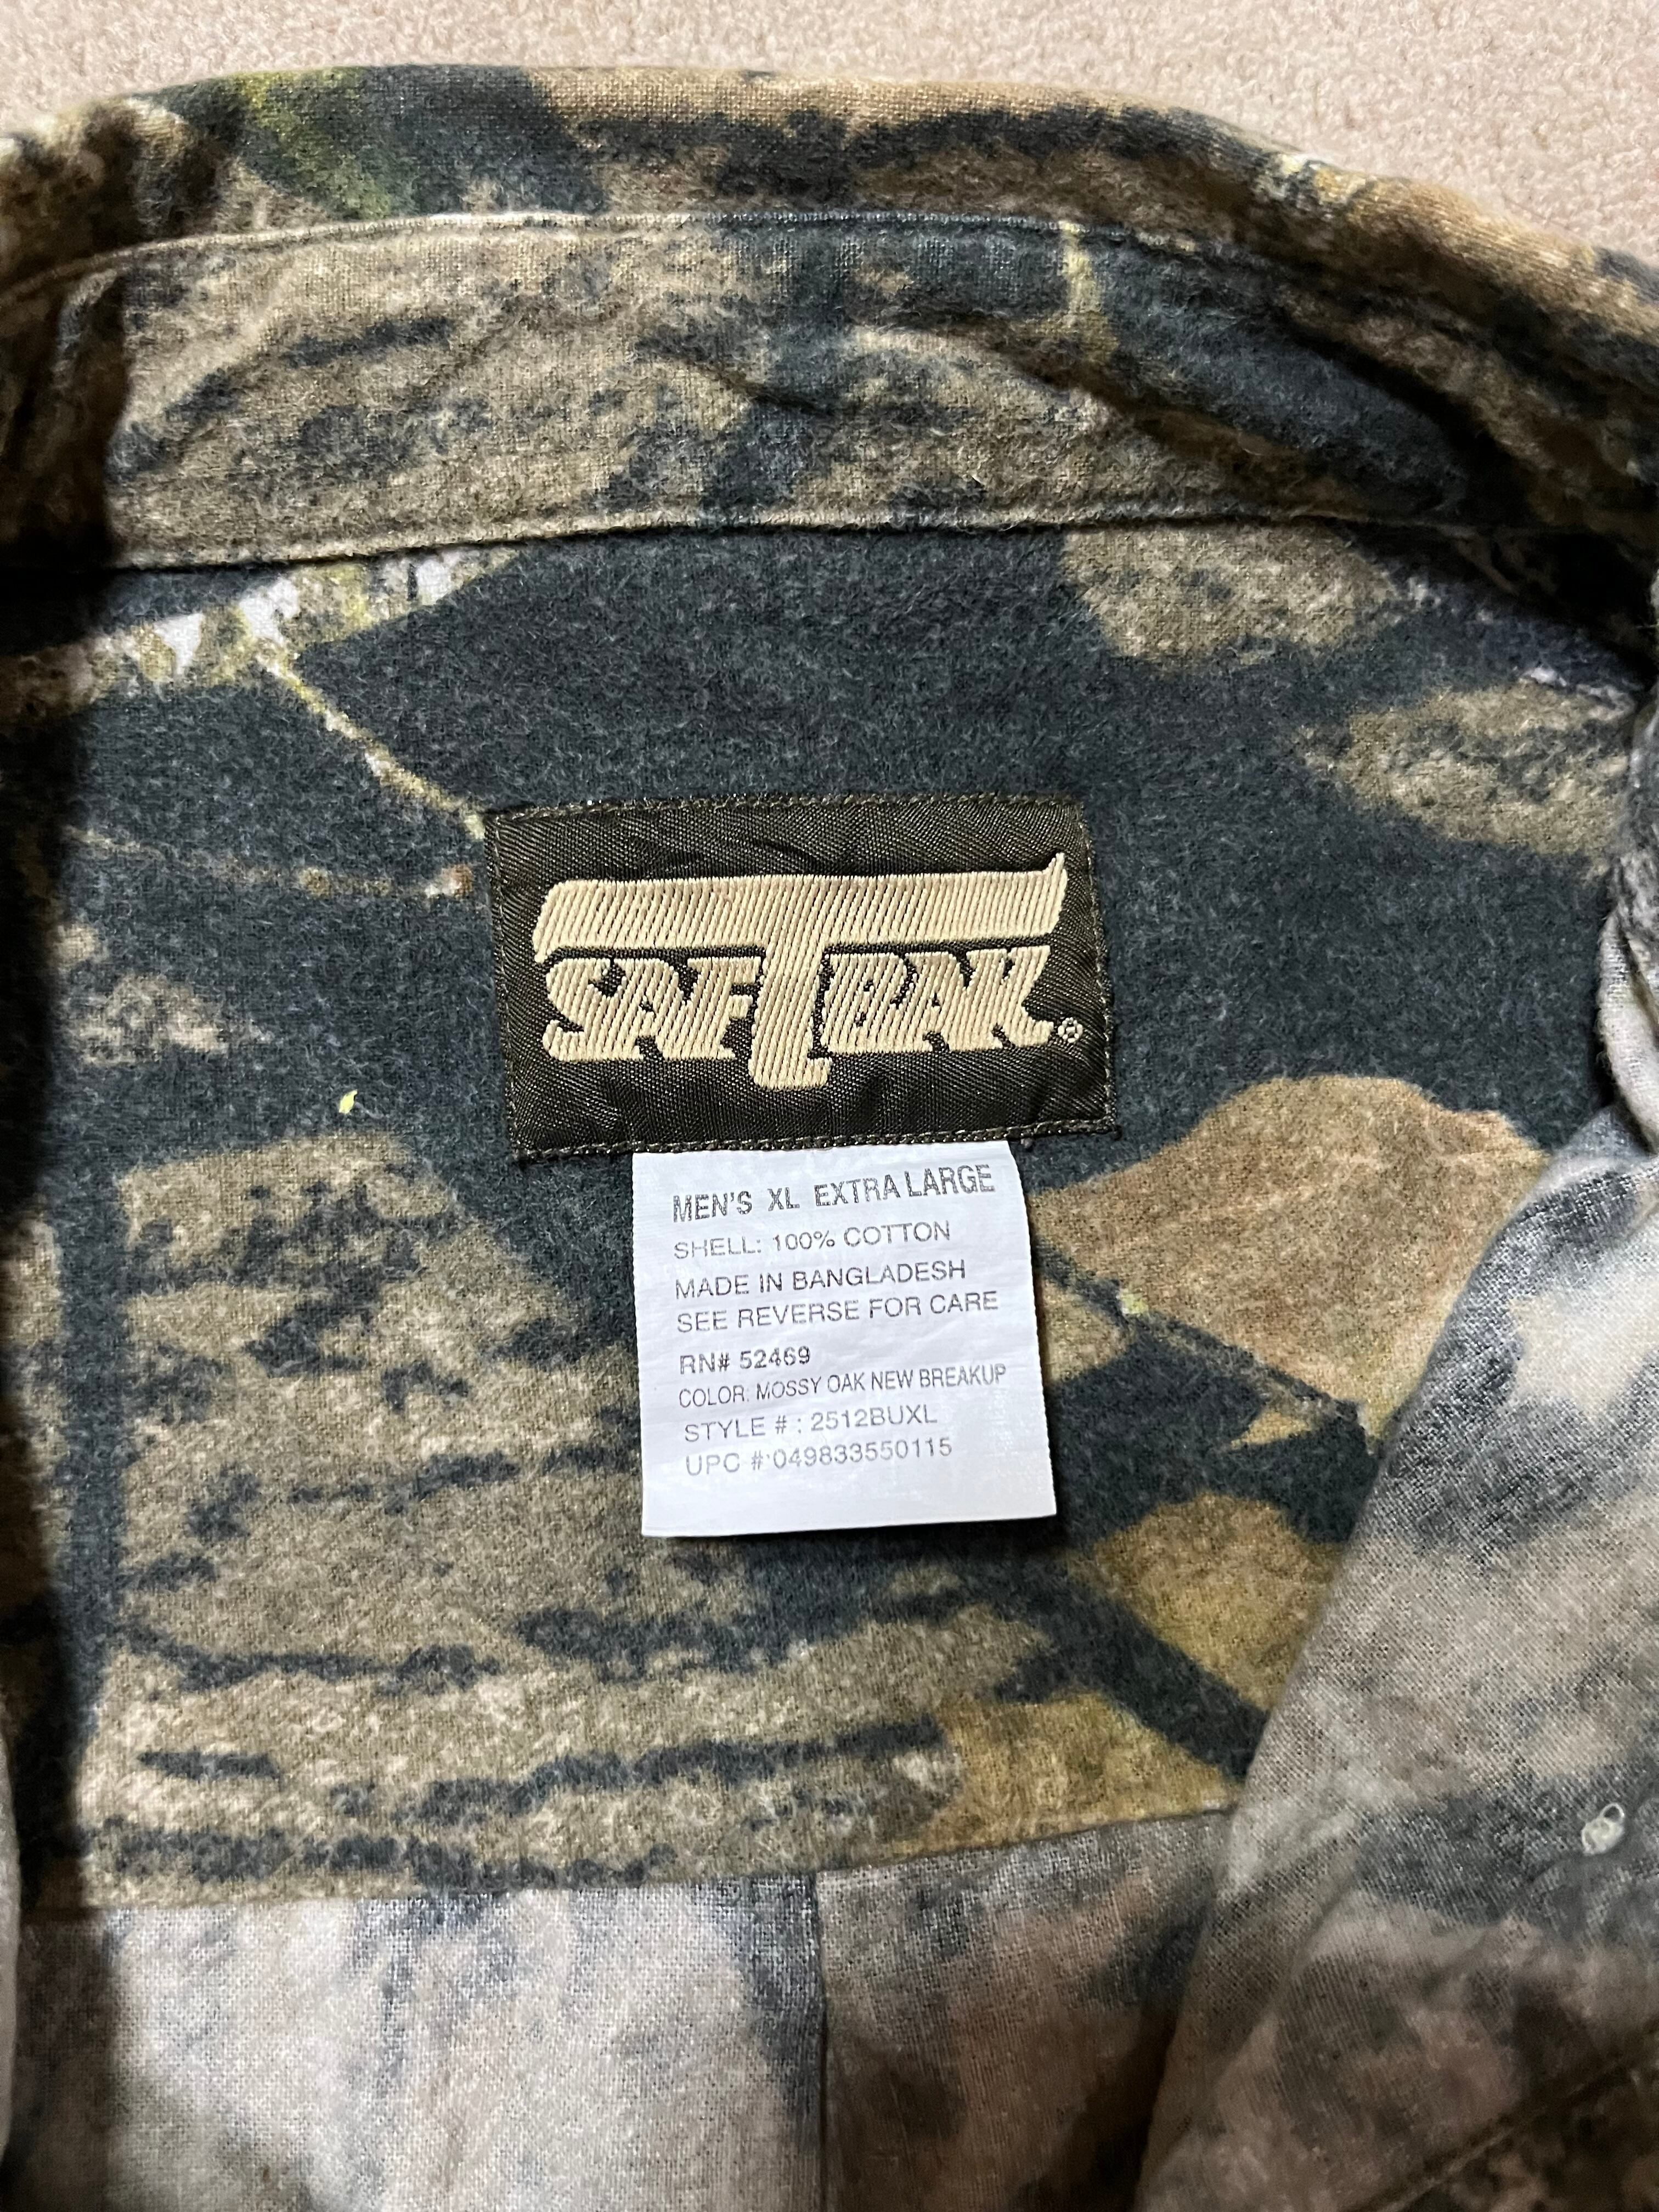 SAFTBAK ®
MEN'S XL EXTRA LARGE
SHELL: 100% COTTON
MADE IN BANGLADESH
SEE REVERSE FOR CARE
RN# 52469
COLOR: MOSSY OAK NEW BREAKUP
STYLE # : 2512BUXL
UPC #:049833550115